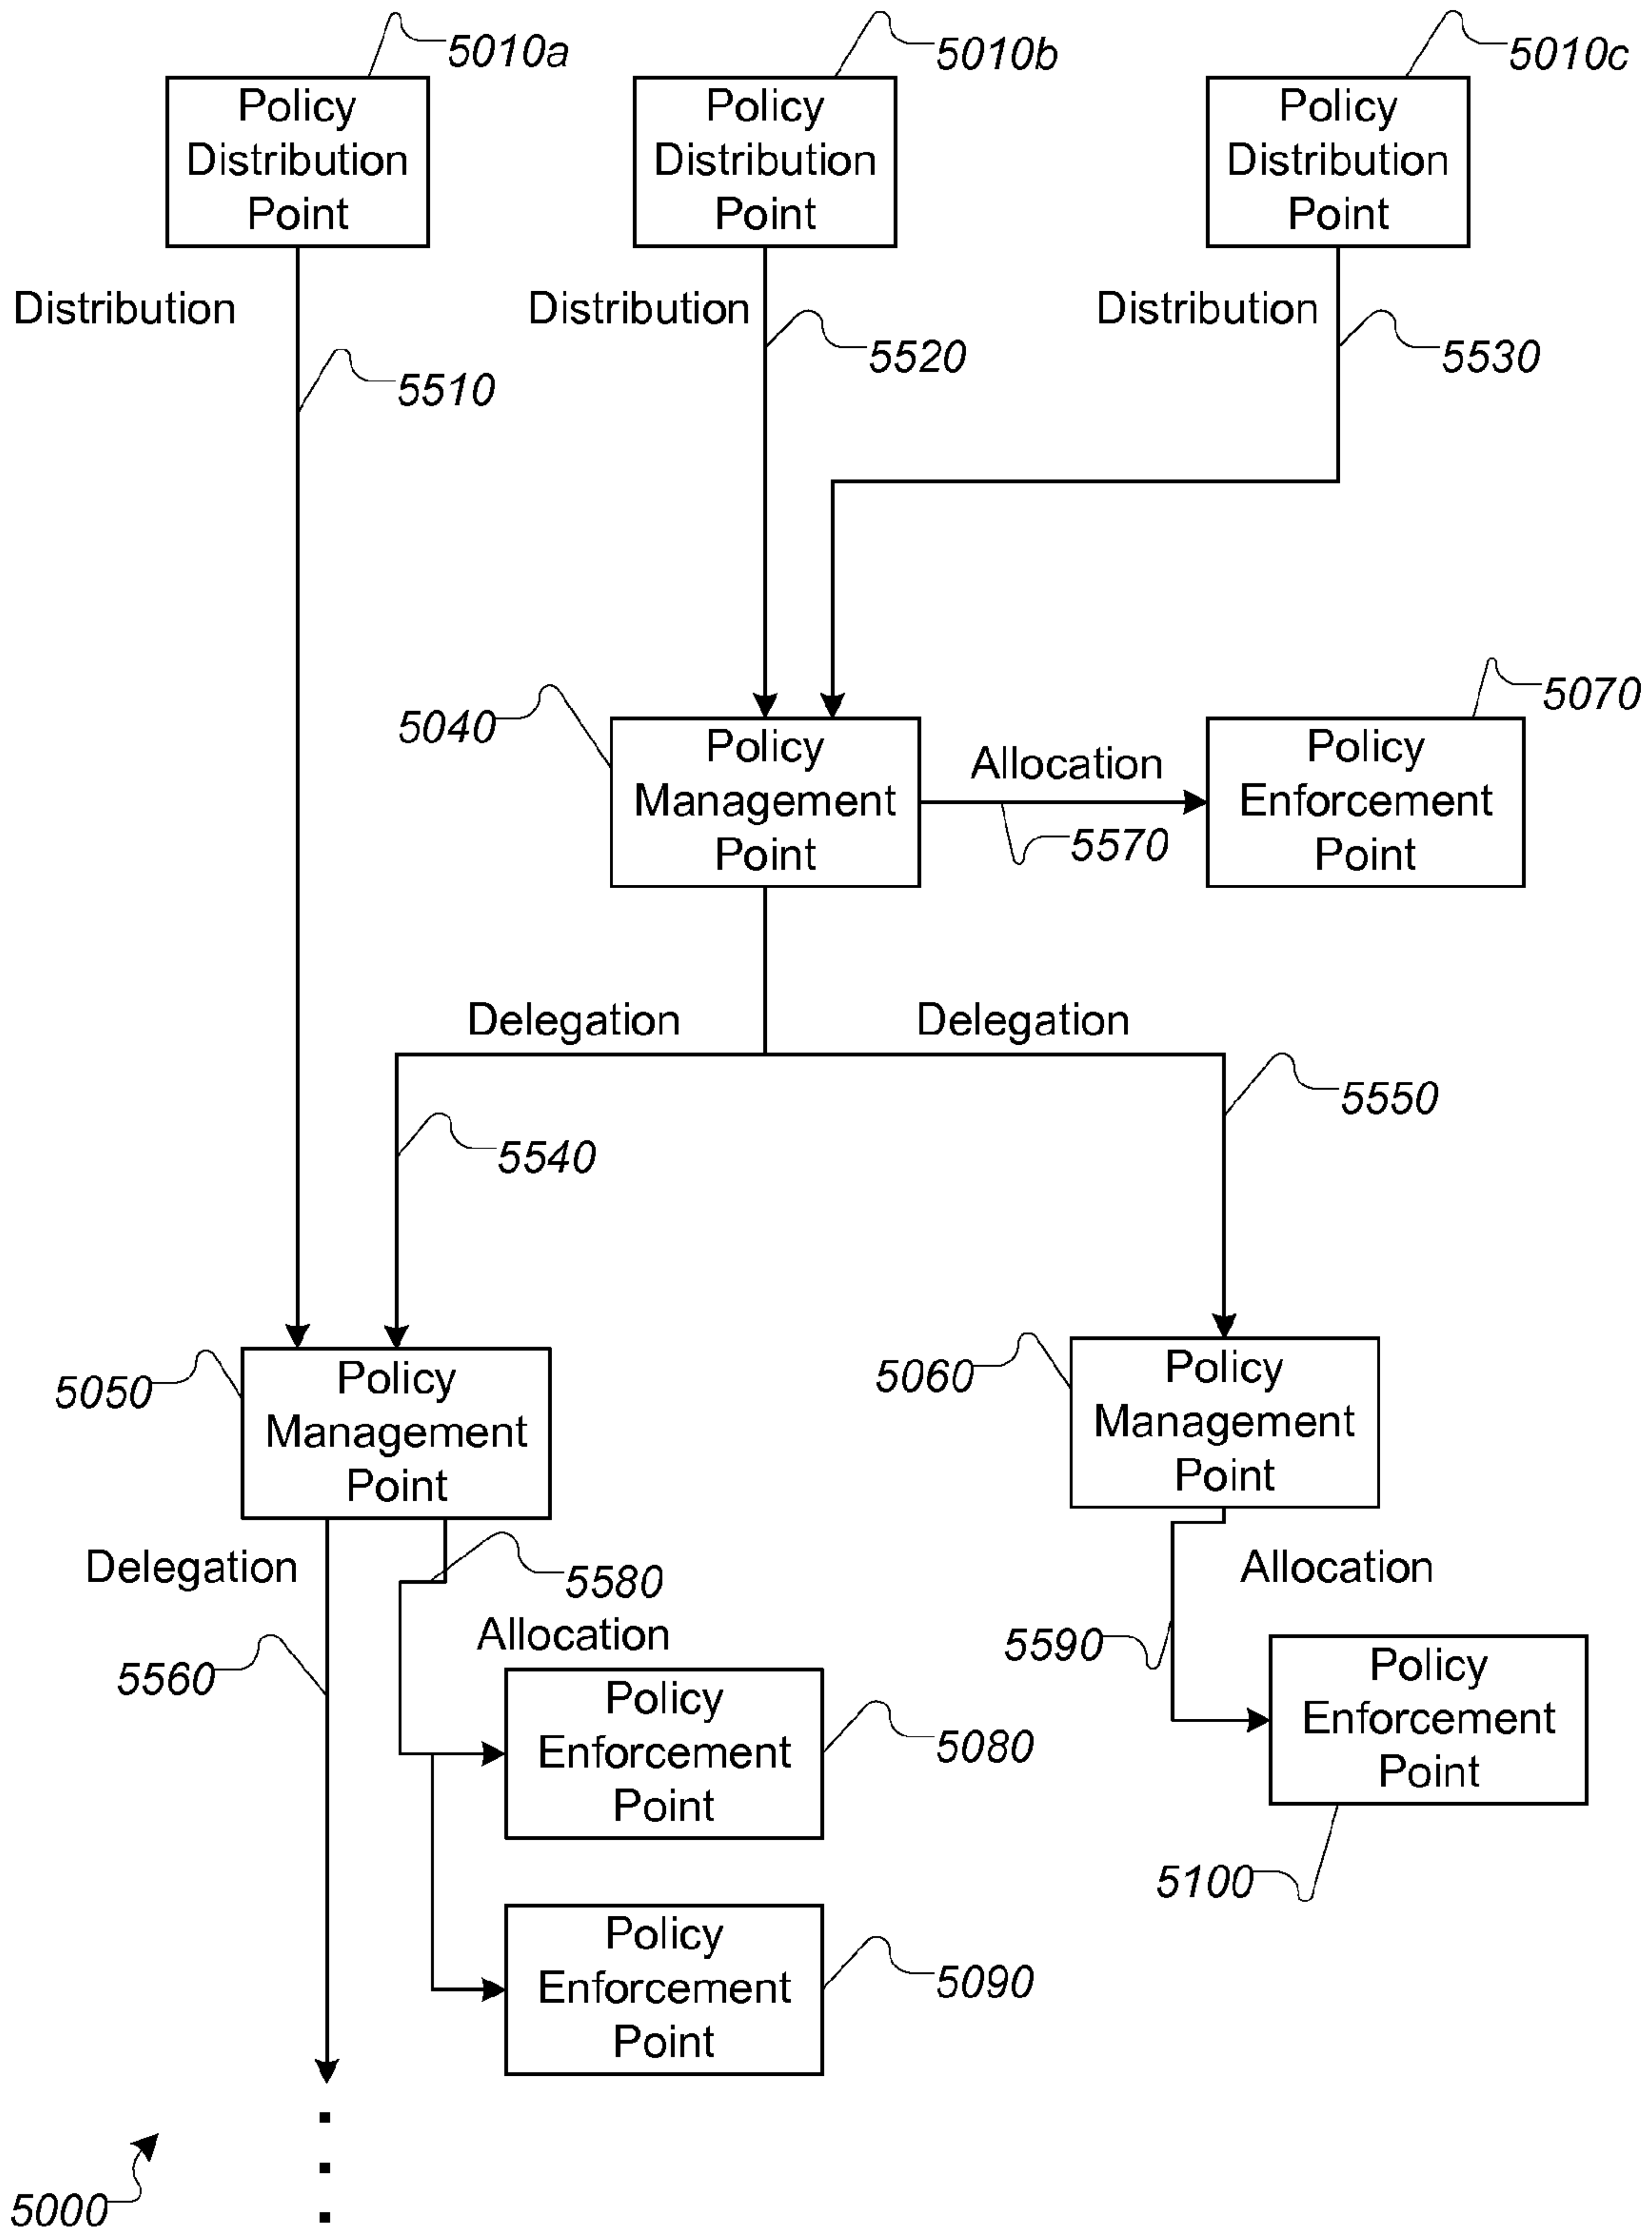 5010a
5010b
5010c
Policy
Distribution
Point
Policy
Distribution
Point
Policy
Distribution
Point
Distribution
Distribution
Distribution
5510
5520
5530
5040
Policy
Management
Point
Allocation
5570
Policy
Enforcement
Point
5070
Delegation
Delegation
5540
5550
5050
Policy
Management
Point
5060
Policy
Management
Point
Delegation
5580
Allocation
5560
Allocation
5590
Policy
Enforcement
Point
5080
Policy
Enforcement
Point
5100
Policy
Enforcement
Point
5090
5000